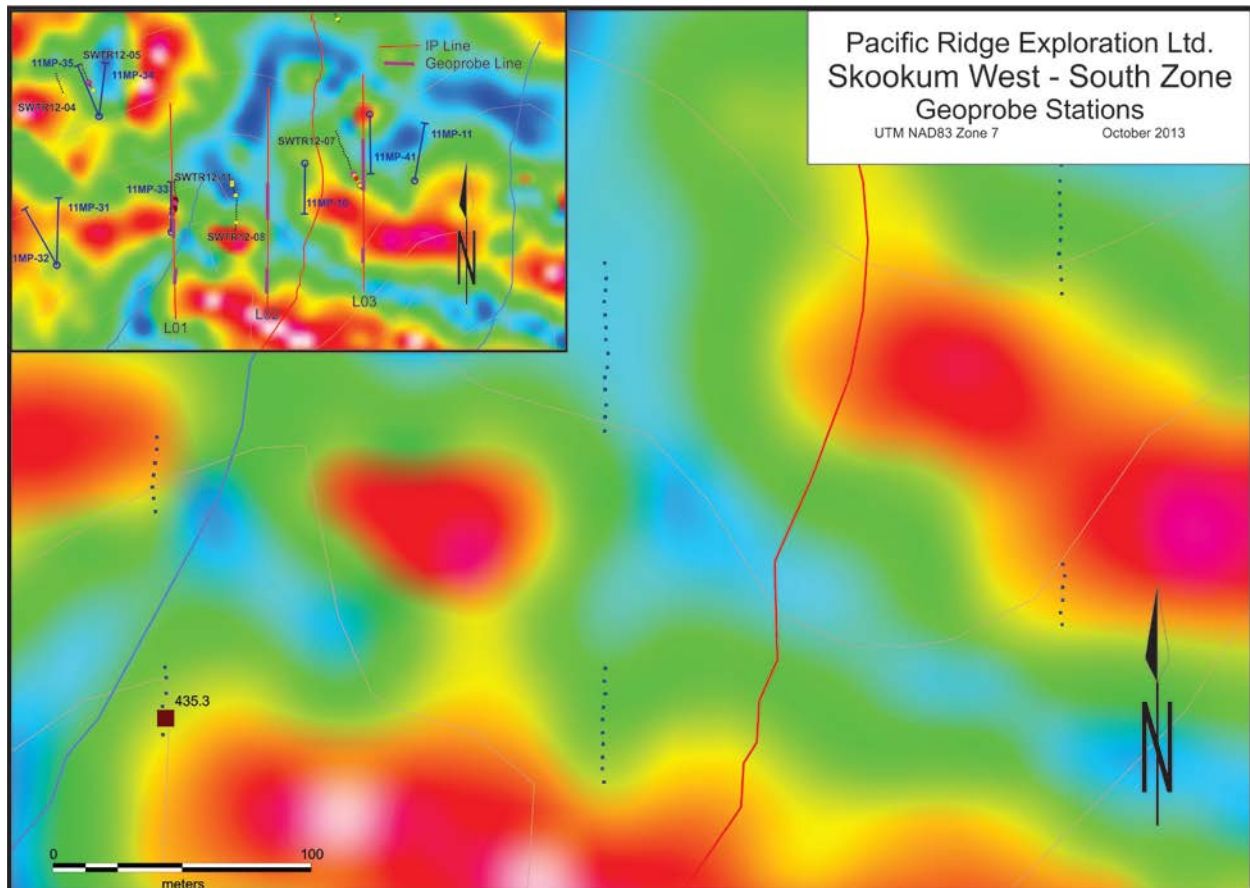 Pacific Ridge Exploration Ltd.
Skookum West - South Zone
Geoprobe Stations
UTM NAD83 Zone 7 October 2013
IP Line
Geoprobe Line
SWTR12-05
11MP-35
11MP-34
SWTR12-04
SWTR12-07
11MP-11
11MP-41
11MP-33
SWTR12-11
11MP-31
11MP-10
SWTR12-08
1MP-32
L01
L02
L03
N
435.3
N
0 100
meters